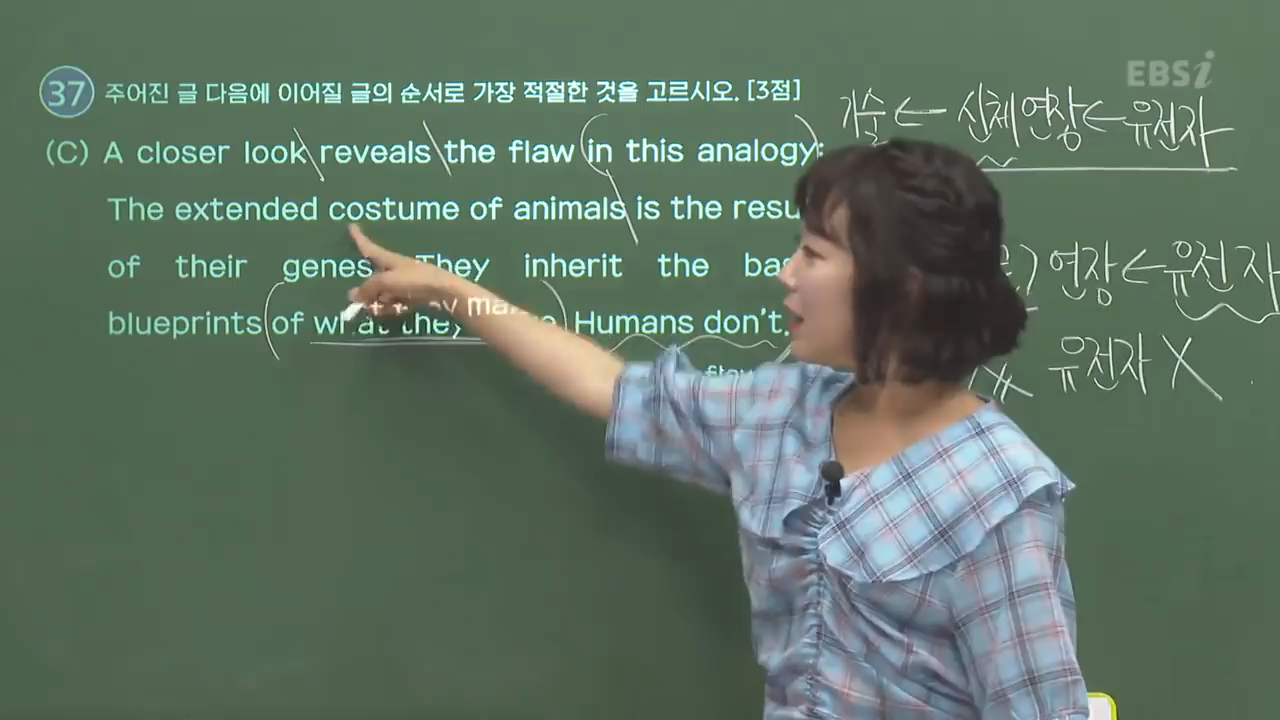 EBSi
37 주어진 글 다음에 이어질 글의 순서로 가장 적절한 것을 고르시오. [3점]
기술 ← 신체 연장 ← 유전자
(C) A closer look reveals the flaw in this analogy:
The extended costume of animals is the resu
of their genes They inherit the bas
연장 ← 유전자
blueprints of what they Humans don't.
유전자 X